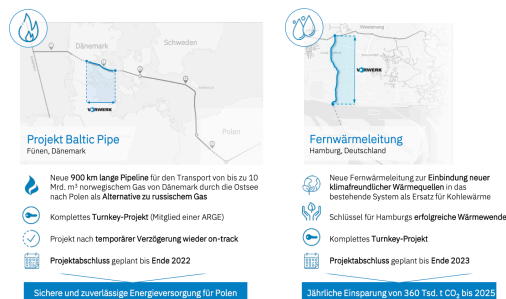 Dänemark
Schweden
Polen
VORWERK
Projekt Baltic Pipe
Fünen, Dänemark
Neue 900 km lange Pipeline für den Transport von bis zu 10
Mrd. m³ norwegischem Gas von Dänemark durch die Ostsee
nach Polen als Alternative zu russischem Gas
Komplettes Turnkey-Projekt (Mitglied einer ARGE)
Projekt nach temporärer Verzögerung wieder on-track
Projektabschluss geplant bis Ende 2022
Sichere und zuverlässige Energieversorgung für Polen
VORWERK
Fernwärmeleitung
Hamburg, Deutschland
Neue Fernwärmeleitung zur Einbindung neuer
klimafreundlicher Wärmequellen in das
bestehende System als Ersatz für Kohlewärme
Schlüssel für Hamburgs erfolgreiche Wärmewende
Komplettes Turnkey-Projekt
Projektabschluss geplant bis Ende 2023
Jährliche Einsparung von 360 Tsd. t CO₂ bis 2025